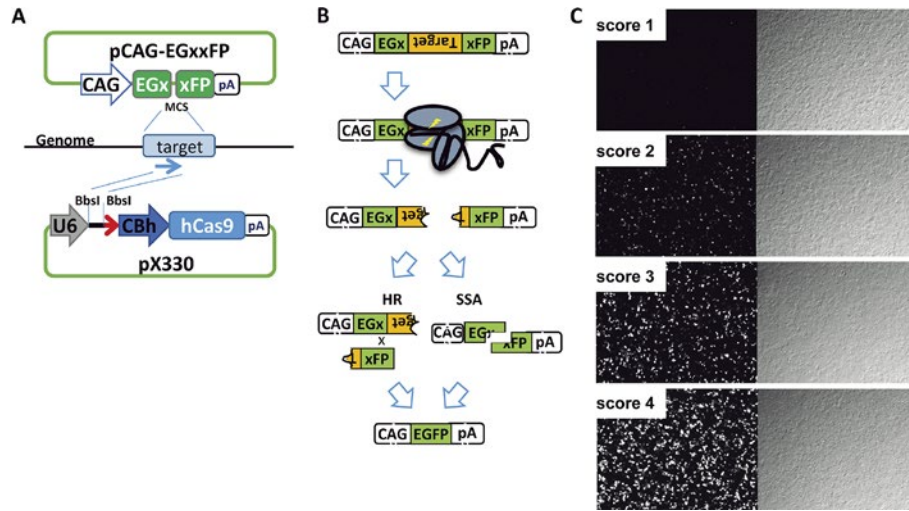 A
pCAG-EGxxFP
CAG EGx xFP pA
MCS
Genome
target
BbsI BbsI
U6 CBh hCas9 pA
pX330
B
CAG EGx Target xFP pA
CAG EGx xFP pA
CAG EGx get xFP pA
HR SSA
CAG EGx get
x
xFP
CAG EGx xFP pA
CAG EGFP pA
C
score 1
score 2
score 3
score 4